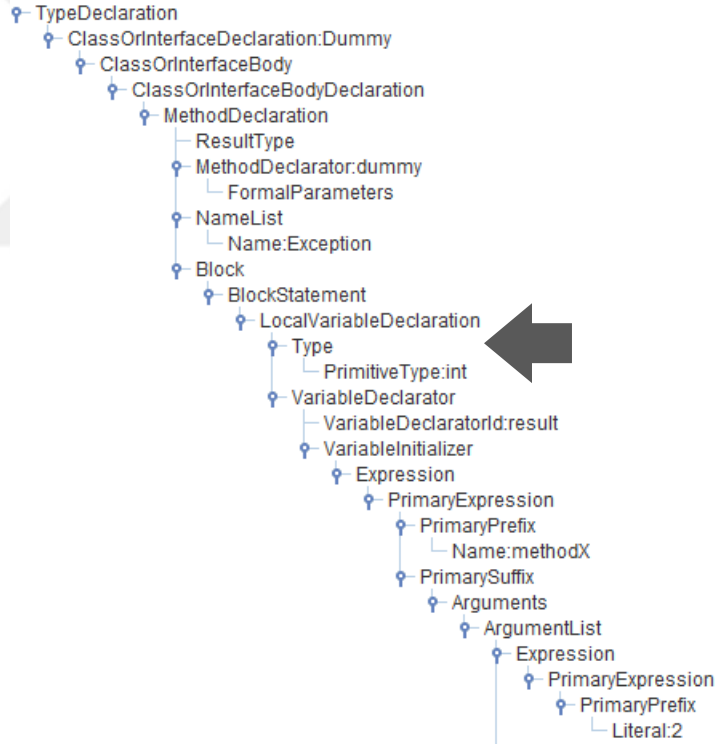 TypeDeclaration
ClassOrInterfaceDeclaration:Dummy
ClassOrInterfaceBody
ClassOrInterfaceBodyDeclaration
MethodDeclaration
ResultType
MethodDeclarator:dummy
FormalParameters
NameList
Name:Exception
Block
BlockStatement
LocalVariableDeclaration
Type
PrimitiveType:int
VariableDeclarator
VariableDeclaratorId:result
VariableInitializer
Expression
PrimaryExpression
PrimaryPrefix
Name:methodX
PrimarySuffix
Arguments
ArgumentList
Expression
PrimaryExpression
PrimaryPrefix
Literal:2